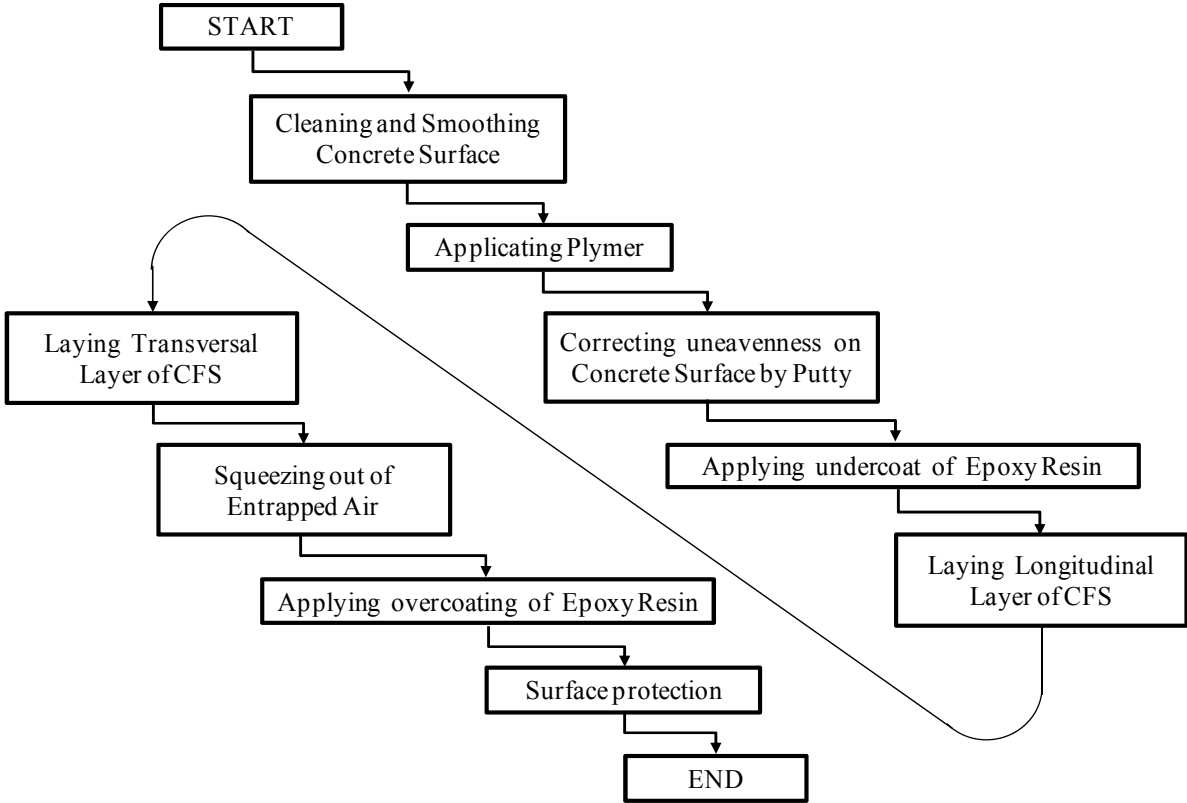 START
Cleaning and Smoothing
Concrete Surface
Applicating Plymer
Correcting uneavenness on
Concrete Surface by Putty
Applying undercoat of Epoxy Resin
Laying Longitudinal
Layer of CFS
Laying Transversal
Layer of CFS
Squeezing out of
Entrapped Air
Applying overcoating of Epoxy Resin
Surface protection
END